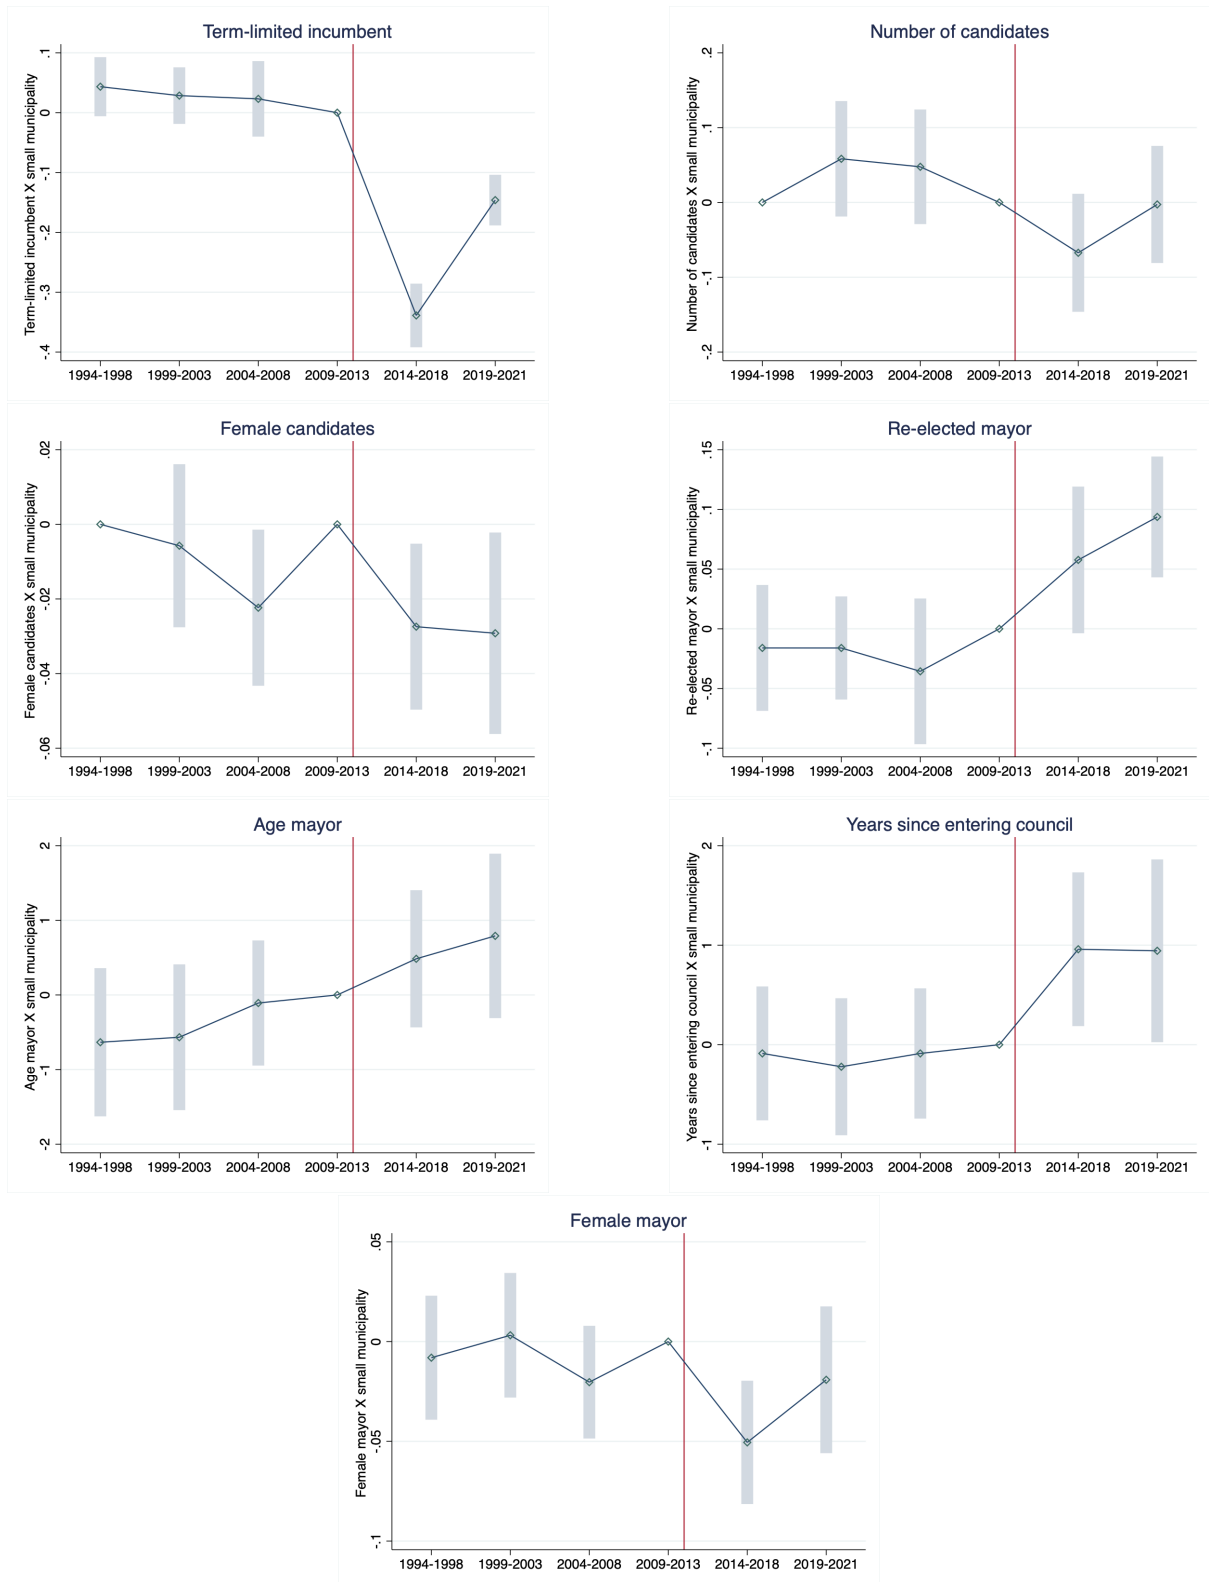 Term-limited incumbent
Term-limited incumbent X small municipality
.1
0
-.1
-.2
-.3
-.4
1994-1998 1999-2003 2004-2008 2009-2013 2014-2018 2019-2021
Number of candidates
Number of candidates X small municipality
.2
.1
0
-.1
-.2
1994-1998 1999-2003 2004-2008 2009-2013 2014-2018 2019-2021
Female candidates
Female candidates X small municipality
.02
0
-.02
-.04
-.06
1994-1998 1999-2003 2004-2008 2009-2013 2014-2018 2019-2021
Re-elected mayor
Re-elected mayor X small municipality
.15
.1
.05
0
-.05
-.1
1994-1998 1999-2003 2004-2008 2009-2013 2014-2018 2019-2021
Age mayor
Age mayor X small municipality
2
1
0
-1
-2
1994-1998 1999-2003 2004-2008 2009-2013 2014-2018 2019-2021
Years since entering council
Years since entering council X small municipality
2
1
0
-1
1994-1998 1999-2003 2004-2008 2009-2013 2014-2018 2019-2021
Female mayor
Female mayor X small municipality
.05
0
-.05
-.1
1994-1998 1999-2003 2004-2008 2009-2013 2014-2018 2019-2021